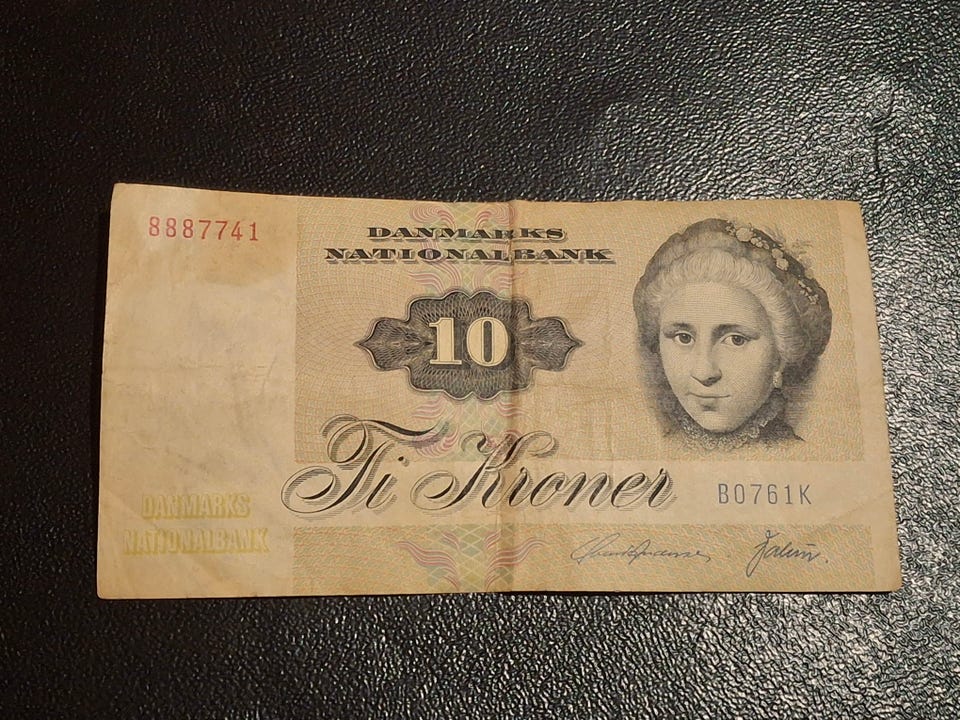 8887741
DANMARKS
NATIONALBANK
10
Ti Kroner
B0761K
DANMARKS
NATIONALBANK